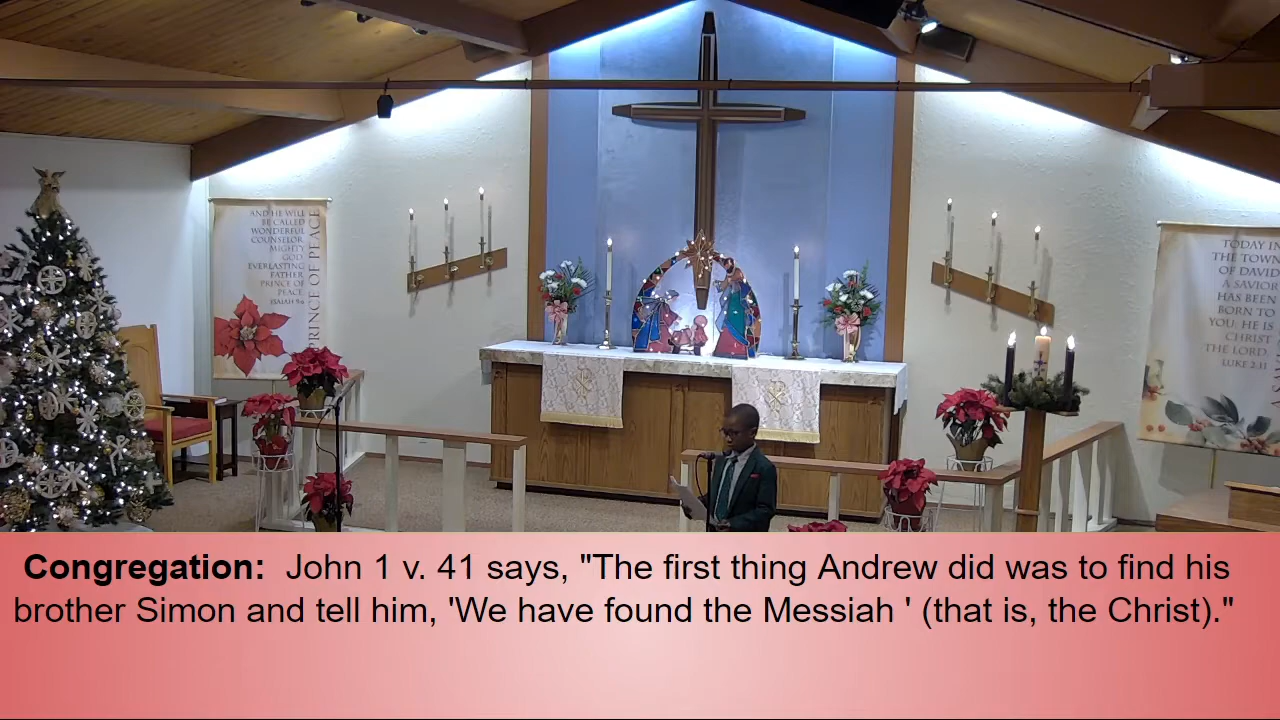 AND HE WILL
BE CALLED
WONDERFUL
COUNSELOR,
MIGHTY
GOD,
EVERLASTING
FATHER
PRINCE OF
PEACE.
ISAIAH 9:6
PRINCE OF PEACE
TODAY IN
THE TOWN
OF DAVID
A SAVIOR
HAS BEEN
BORN TO
YOU; HE IS
CHRIST
THE LORD.
LUKE 2:11
Congregation: John 1 v. 41 says, "The first thing Andrew did was to find his
brother Simon and tell him, 'We have found the Messiah ' (that is, the Christ)."